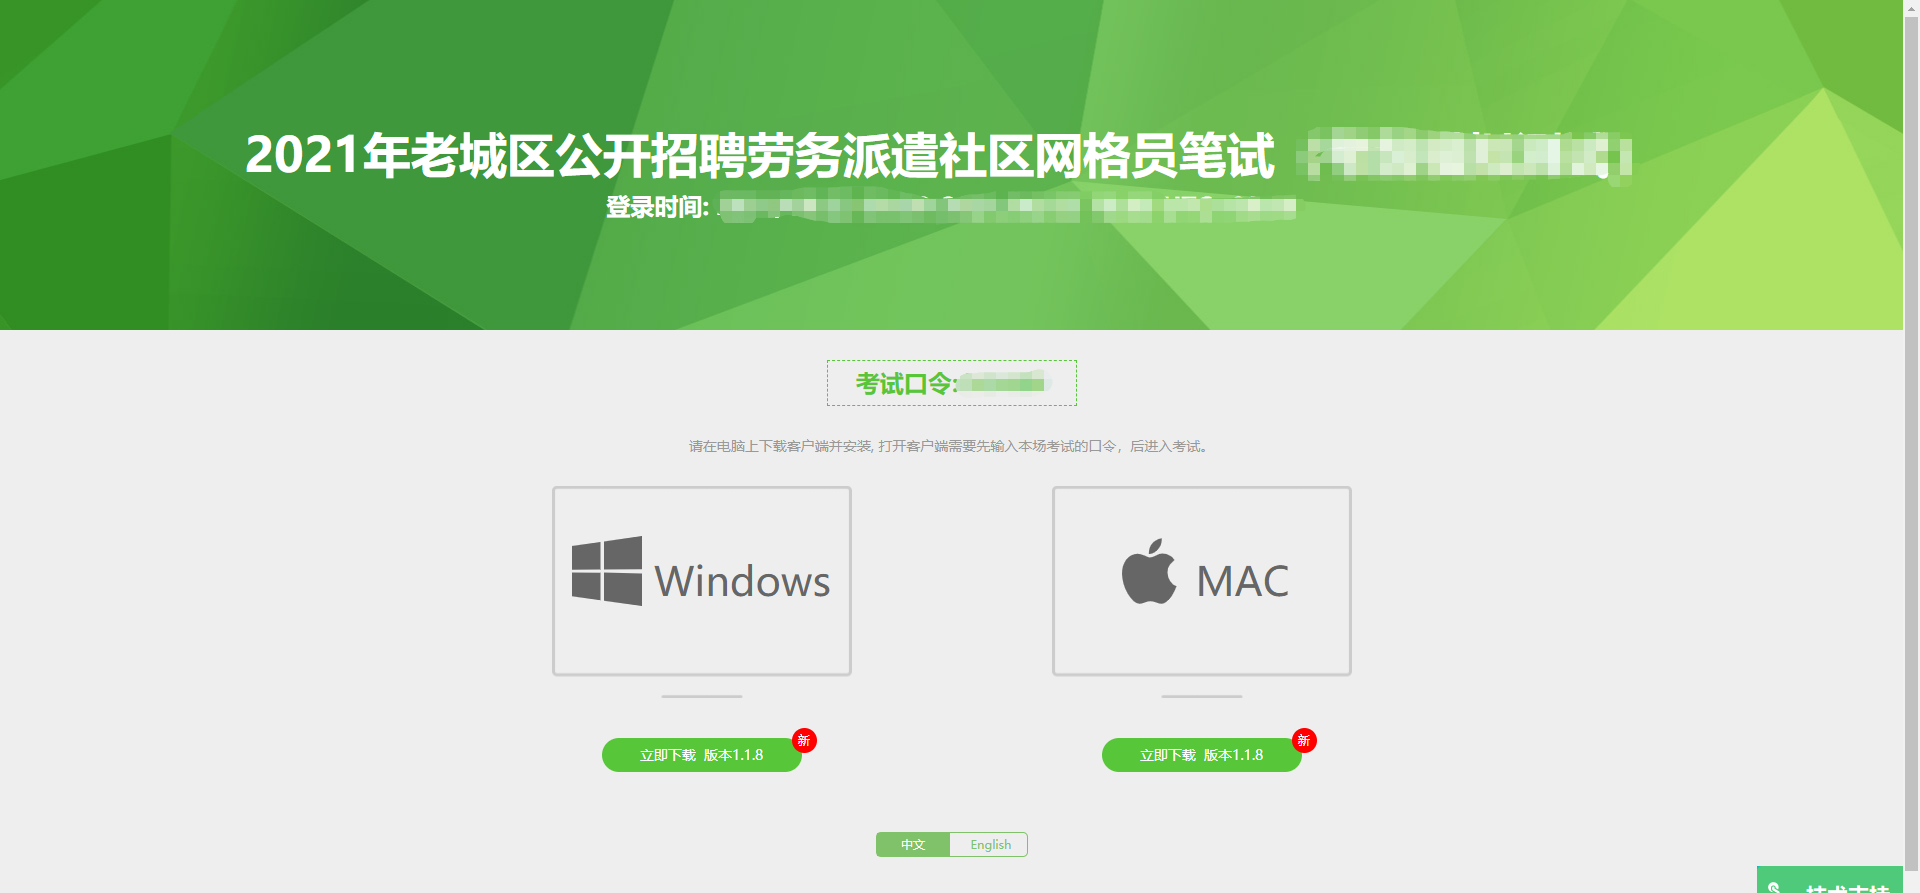 2021年老城区公开招聘劳务派遣社区网格员笔试
登录时间:
考试口令:
请在电脑上下载客户端并安装, 打开客户端需要先输入本场考试的口令，后进入考试。
Windows
MAC
新
立即下载 版本1.1.8
新
立即下载 版本1.1.8
中文
English
技术支持